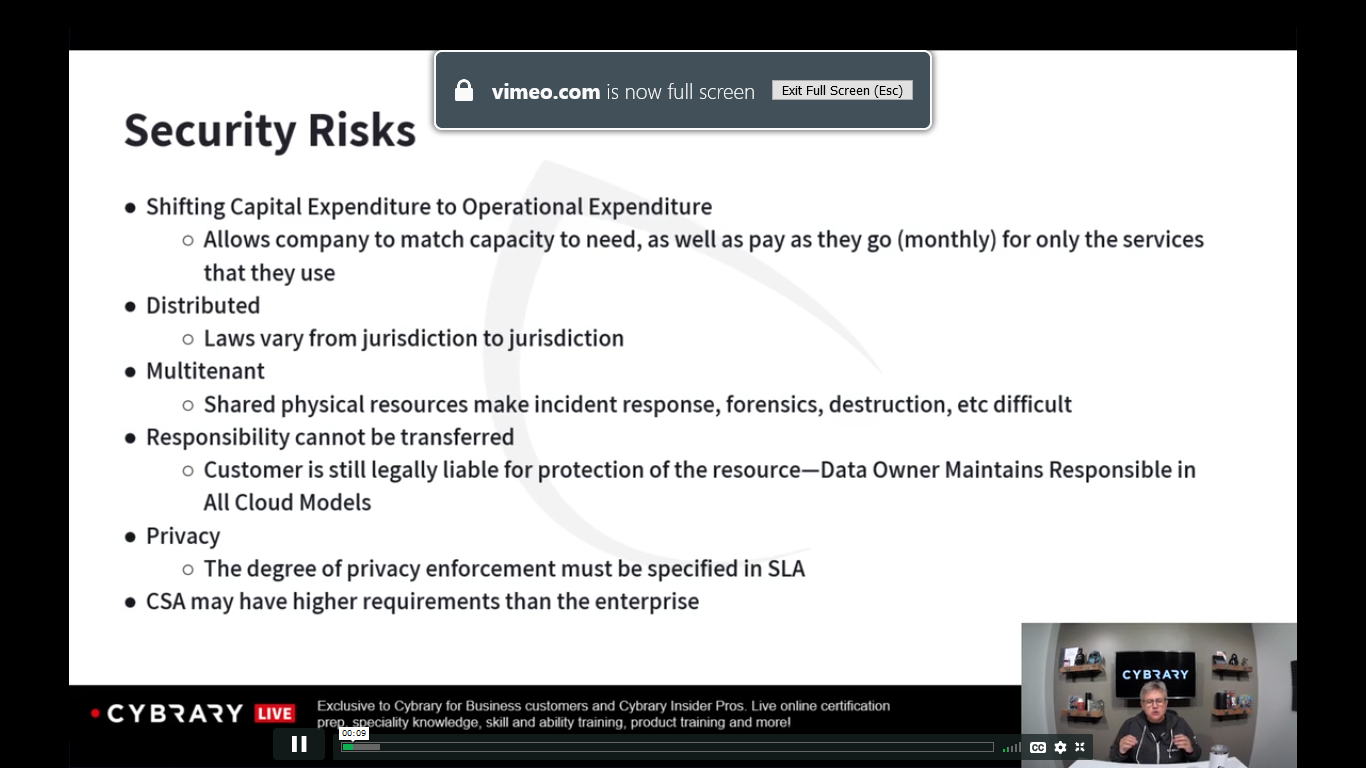 vimeo.com is now full screen Exit Full Screen (Esc)
Security Risks
● Shifting Capital Expenditure to Operational Expenditure
○ Allows company to match capacity to need, as well as pay as they go (monthly) for only the services
that they use
● Distributed
○ Laws vary from jurisdiction to jurisdiction
● Multitenant
○ Shared physical resources make incident response, forensics, destruction, etc difficult
● Responsibility cannot be transferred
○ Customer is still legally liable for protection of the resource—Data Owner Maintains Responsible in
All Cloud Models
● Privacy
○ The degree of privacy enforcement must be specified in SLA
● CSA may have higher requirements than the enterprise
CYBRARY
CYBRARY LIVE
Exclusive to Cybrary for Business customers and Cybrary Insider Pros. Live online certification
prep, speciality knowledge, skill and ability training, product training and more!
00:09
CC